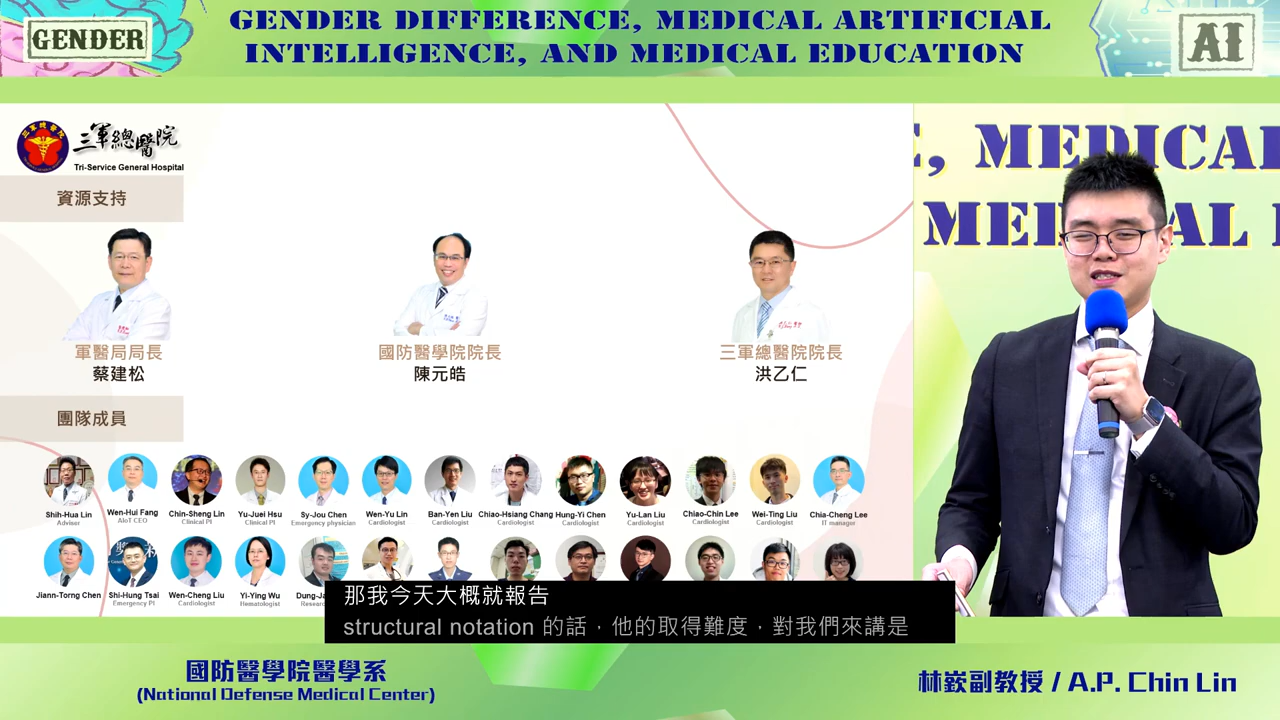 GENDER
GENDER DIFFERENCE, MEDICAL ARTIFICIAL
INTELLIGENCE, AND MEDICAL EDUCATION
AI
三軍總醫院
Tri-Service General Hospital
資源支持
軍醫局局長
蔡建松
國防醫學院院長
陳元皓
三軍總醫院院長
洪乙仁
團隊成員
Shih-Hua Lin
Adviser
Wen-Hui Fang
AIoT CEO
Chin-Sheng Lin
Clinical PI
Yu-Juei Hsu
Clinical PI
Sy-Jou Chen
Emergency physician
Wen-Yu Lin
Cardiologist
Ban-Yen Liu
Cardiologist
Chiao-Hsiang Chang
Cardiologist
Hung-Yi Chen
Cardiologist
Yu-Lan Liu
Cardiologist
Chiao-Chin Lee
Cardiologist
Wei-Ting Liu
Cardiologist
Chia-Cheng Lee
IT manager
Jiann-Torng Chen
Shi-Hung Tsai
Emergency PI
Wen-Cheng Liu
Cardiologist
Yi-Ying Wu
Hematologist
, MEDICAL
MEDICAL
那我今天大概就報告
structural notation 的話，他的取得難度，對我們來講是
國防醫學院醫學系
(National Defense Medical Center)
林嶔副教授 / A.P. Chin Lin